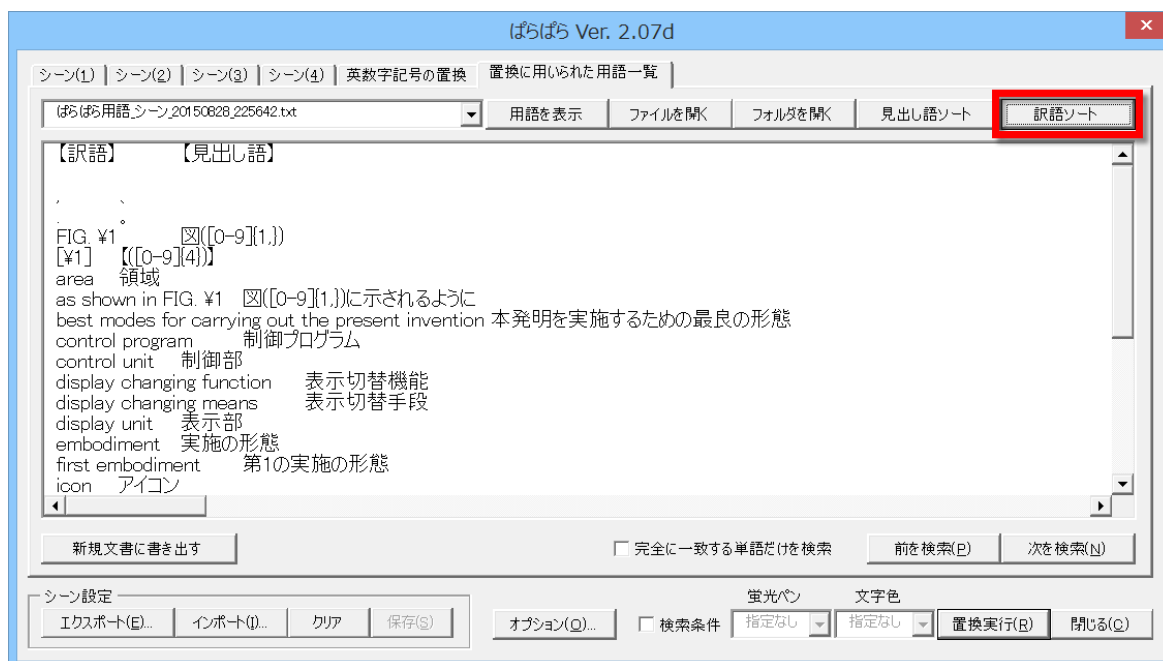 ぱらぱら Ver. 2.07d
×
シーン(1) シーン(2) シーン(3) シーン(4) 英数字記号の置換 置換に用いられた用語一覧
ぱらぱら用語_シーン_20150828_225642.txt 用語を表示 ファイルを開く フォルダを開く 見出し語ソート 訳語ソート
【訳語】 【見出し語】
, 、
. 。
FIG. ¥1 図([0-9]{1,})
[¥1] 【([0-9]{4})】
area 領域
as shown in FIG. ¥1 図([0-9]{1,})に示されるように
best modes for carrying out the present invention 本発明を実施するための最良の形態
control program 制御プログラム
control unit 制御部
display changing function 表示切替機能
display changing means 表示切替手段
display unit 表示部
embodiment 実施の形態
first embodiment 第1の実施の形態
icon アイコン
新規文書に書き出す 完全に一致する単語だけを検索 前を検索(P) 次を検索(N)
シーン設定 蛍光ペン 文字色
エクスポート(E)... インポート(I)... クリア 保存(S) オプション(O)... 検索条件 指定なし 指定なし 置換実行(R) 閉じる(C)